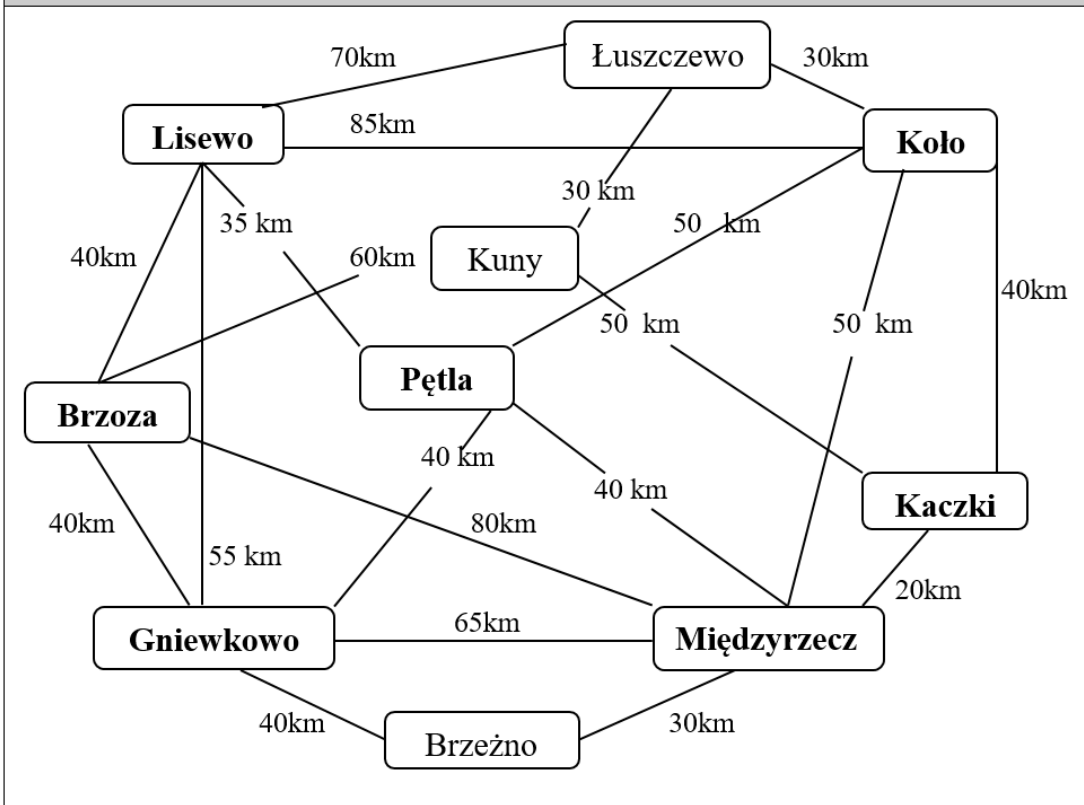 Łuszczewo
70km
30km
Lisewo
85km
Koło
30 km
35 km
50 km
40km
60km
Kuny
40km
50 km
50 km
Pętla
Brzoza
40 km
40 km
Kaczki
40km
80km
55 km
20km
Gniewkowo
65km
Międzyrzecz
40km
30km
Brzeżno